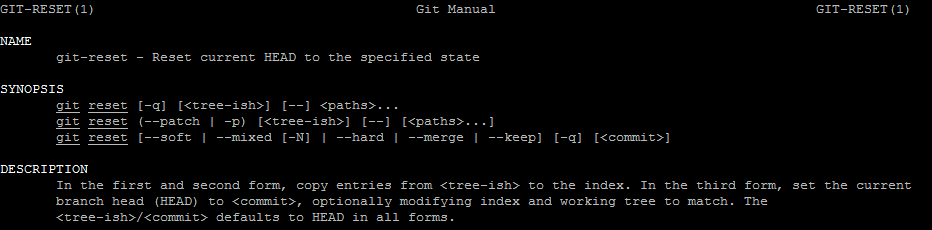 GIT-RESET(1) Git Manual GIT-RESET(1)
NAME
git-reset - Reset current HEAD to the specified state
SYNOPSIS
git reset [-q] [<tree-ish>] [--] <paths>...
git reset (--patch | -p) [<tree-ish>] [--] [<paths>...]
git reset [--soft | --mixed [-N] | --hard | --merge | --keep] [-q] [<commit>]
DESCRIPTION
In the first and second form, copy entries from <tree-ish> to the index. In the third form, set the current
branch head (HEAD) to <commit>, optionally modifying index and working tree to match. The
<tree-ish>/<commit> defaults to HEAD in all forms.